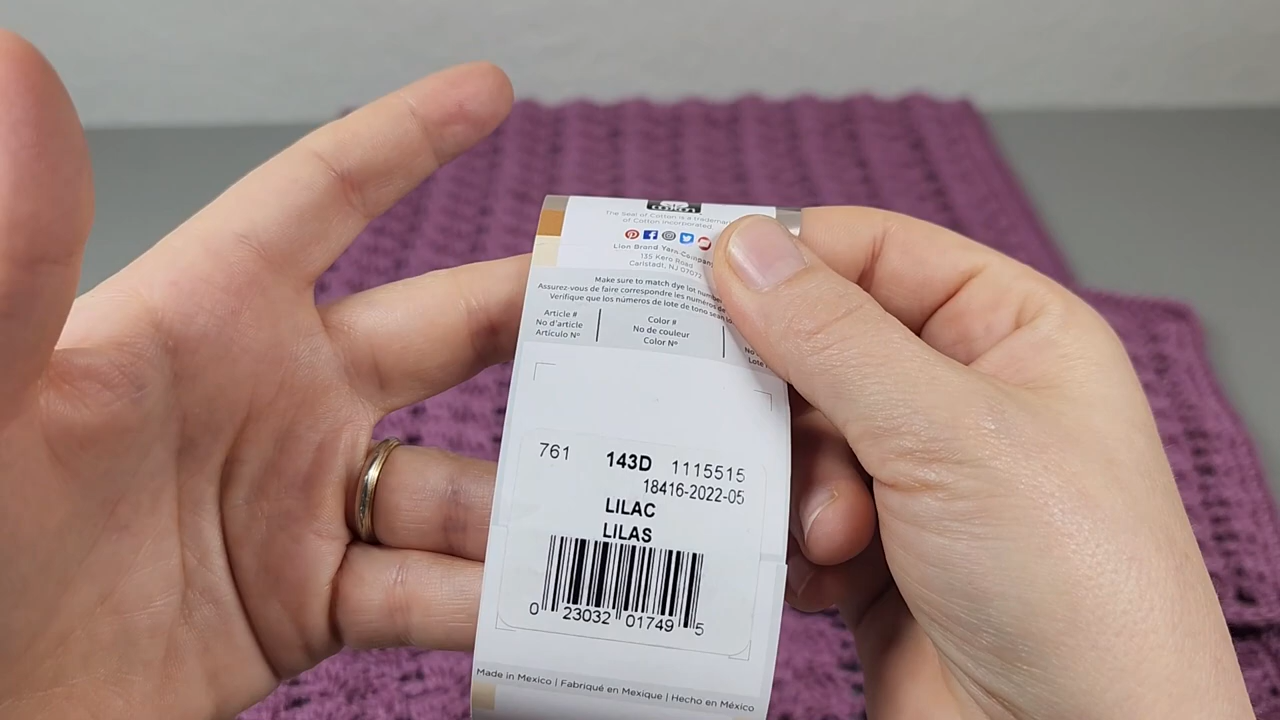 COTTON
The Seal of Cotton is a trademark
of Cotton Incorporated.
Lion Brand Yarn Company
135 Kero Road
Carlstadt, NJ 07072
Make sure to match dye lot number
Assurez-vous de faire correspondre les numéros de
Verifique que los números de lote de tono sean
Article #
No d'article
Artículo Nº
Color #
No de couleur
Color Nº
No
Lote
761 143D 1115515
18416-2022-05
LILAC
LILAS
0 23032 01749 5
Made in Mexico | Fabriqué en Mexique | Hecho en México